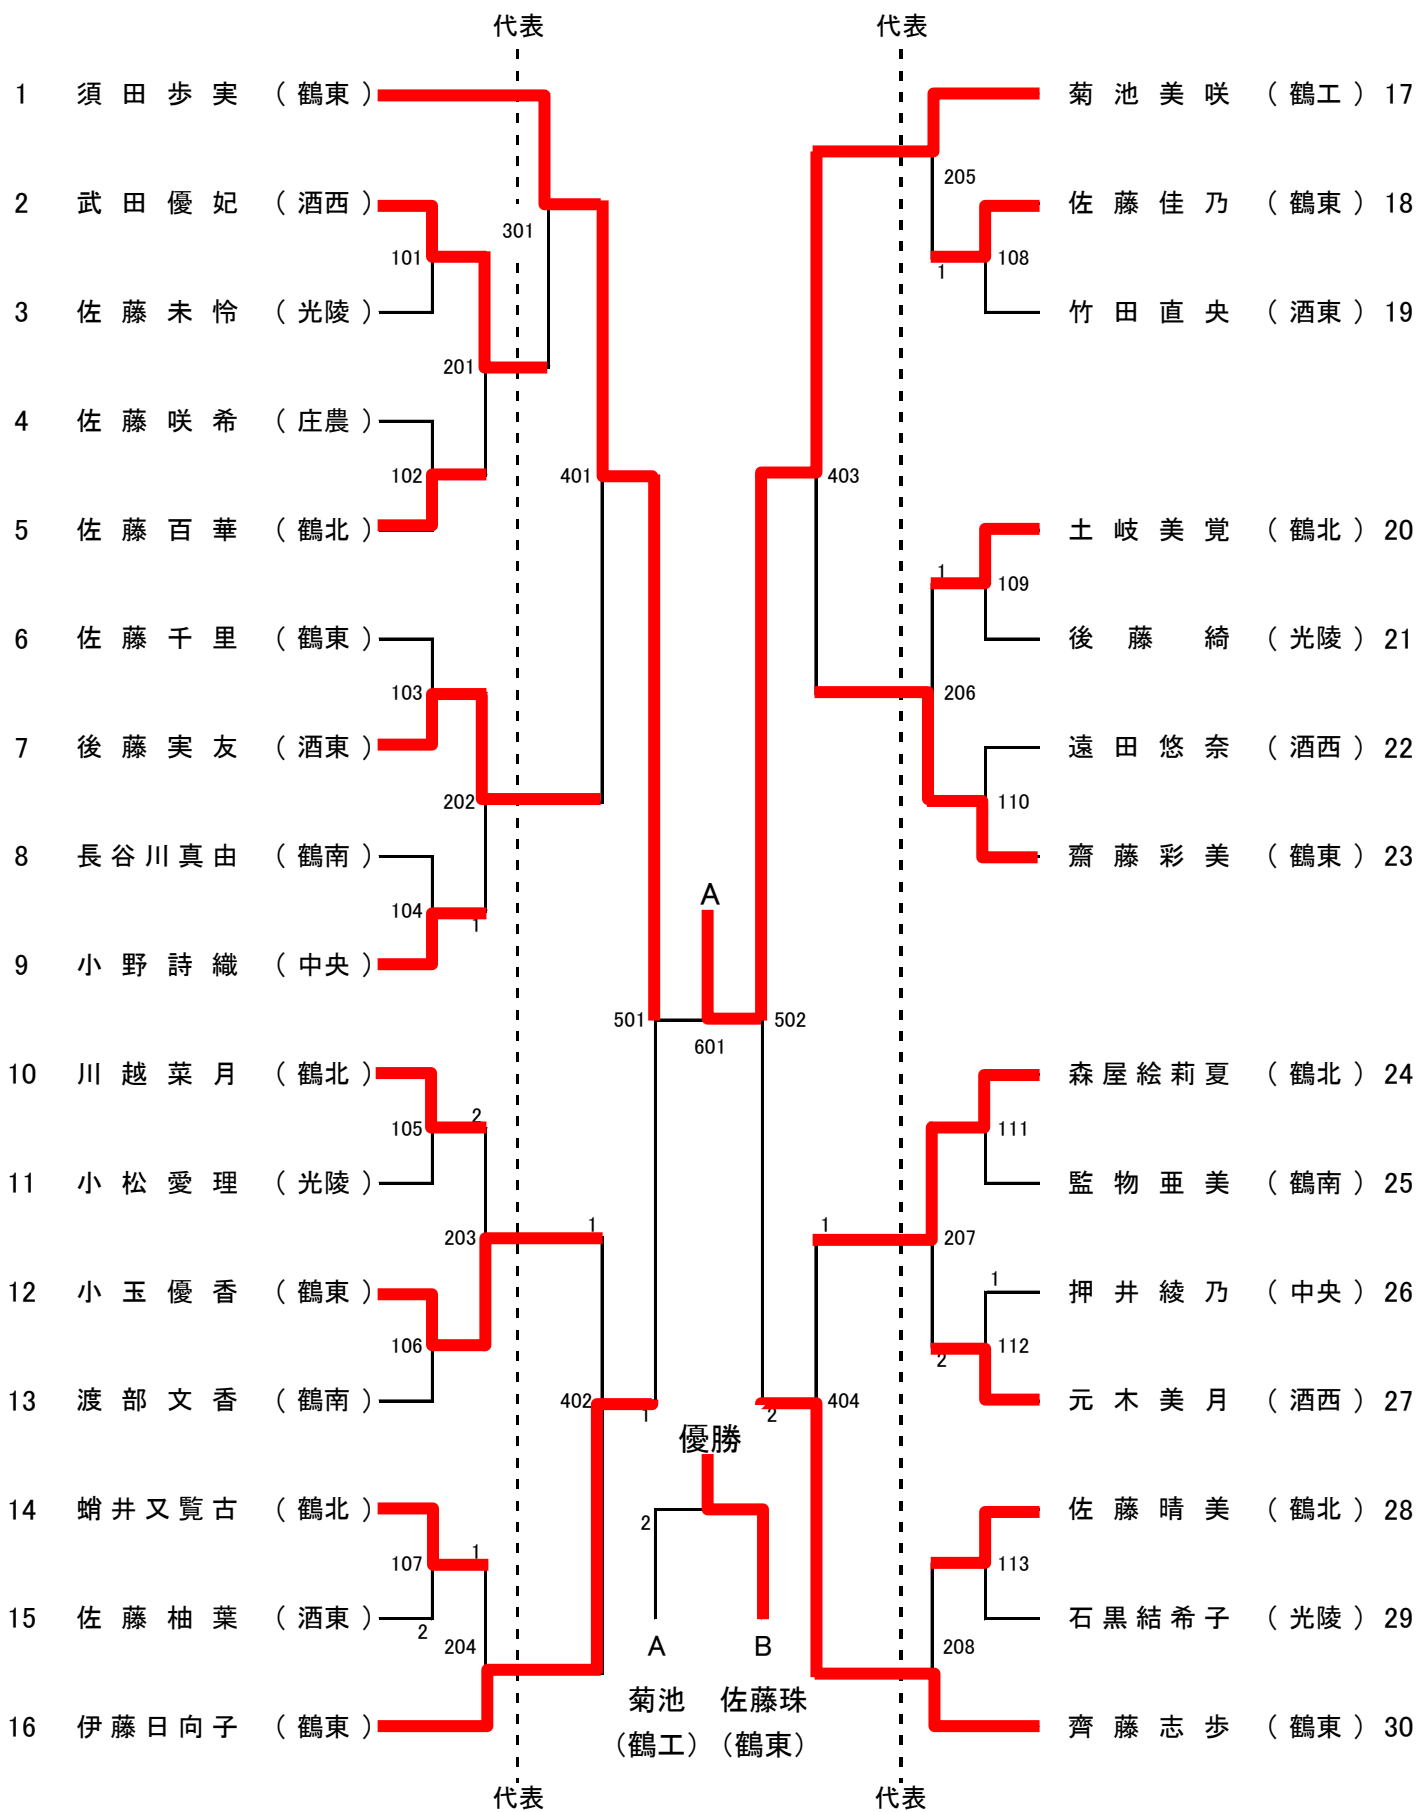 代表 代表
1 須田歩実 (鶴東)
2 武田優妃 (酒西)
101
301
3 佐藤未怜 (光陵)
201
4 佐藤咲希 (庄農)
102
401
5 佐藤百華 (鶴北)
6 佐藤千里 (鶴東)
103
7 後藤実友 (酒東)
202
8 長谷川真由 (鶴南)
104
1
9 小野詩織 (中央)
501
10 川越菜月 (鶴北)
2
105
11 小松愛理 (光陵)
203
1
12 小玉優香 (鶴東)
106
13 渡部文香 (鶴南)
402
1
14 蛸井又覧古 (鶴北)
1
107
15 佐藤柚葉 (酒東)
2
204
16 伊藤日向子 (鶴東)
菊池美咲 (鶴工) 17
205
佐藤佳乃 (鶴東) 18
108
1
竹田直央 (酒東) 19
403
土岐美覚 (鶴北) 20
1
109
後藤綺 (光陵) 21
206
遠田悠奈 (酒西) 22
110
齋藤彩美 (鶴東) 23
502
森屋絵莉夏 (鶴北) 24
111
監物亜美 (鶴南) 25
1
207
1
押井綾乃 (中央) 26
112
2
元木美月 (酒西) 27
404
2
佐藤晴美 (鶴北) 28
113
石黒結希子 (光陵) 29
208
齊藤志歩 (鶴東) 30
A
601
優勝
2
A B
菊池 佐藤珠
(鶴工) (鶴東)
代表 代表